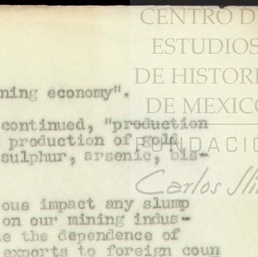 CENTRO D
ESTUDIOS
DE HISTORI
DE MEXICO
FUNDACIÓ
Carlos Sli
ning economy".
continued, "production
production of gold
sulphur, arsenic, bis-
ous impact any slump
on our mining indus-
e the dependence of
exports to foreign coun